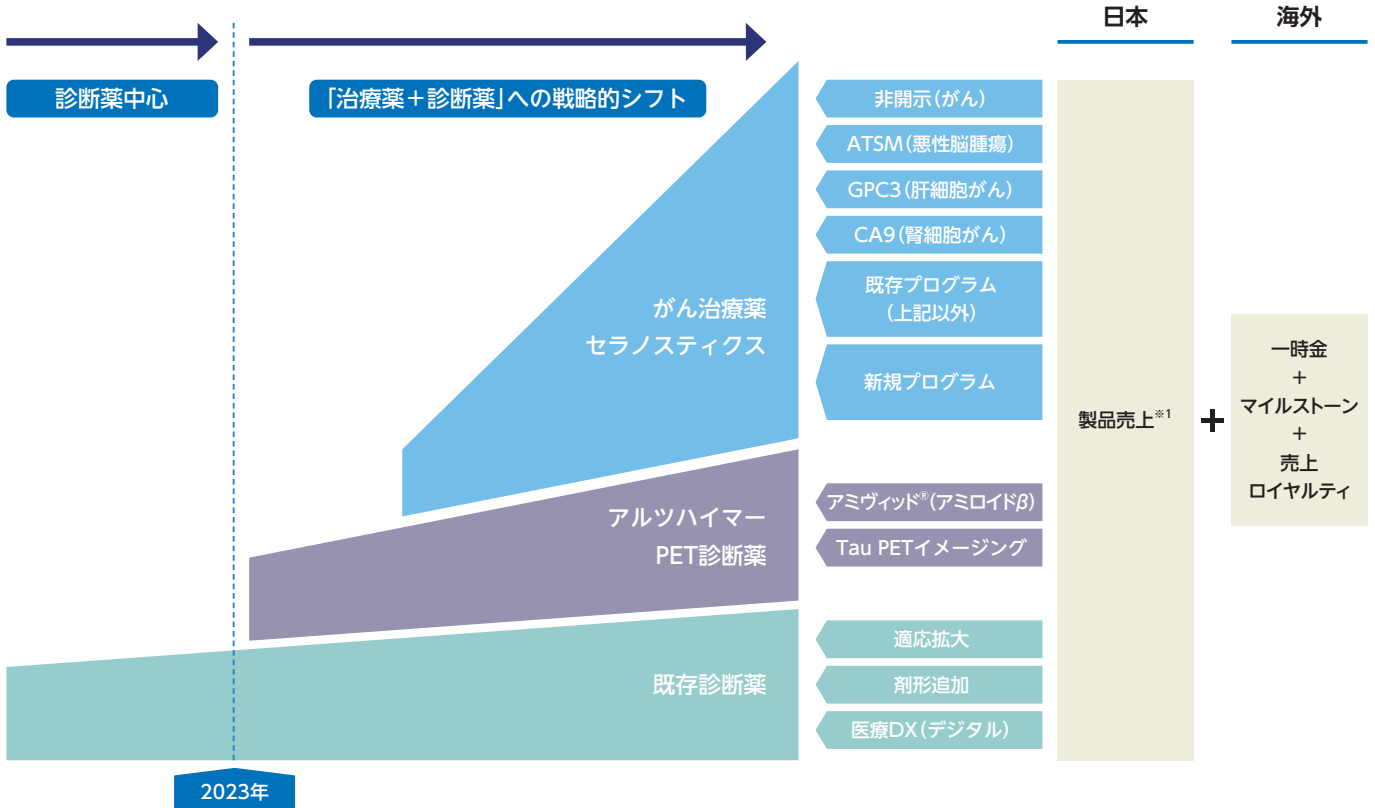 日本
海外
診断薬中心
「治療薬＋診断薬」への戦略的シフト
非開示（がん）
ATSM（悪性脳腫瘍）
GPC3（肝細胞がん）
CA9（腎細胞がん）
既存プログラム
（上記以外）
新規プログラム
がん治療薬
セラノスティクス
アルツハイマー
PET診断薬
アミヴィッド®（アミロイドβ）
Tau PETイメージング
既存診断薬
適応拡大
剤形追加
医療DX（デジタル）
製品売上※1
+
一時金
+
マイルストーン
+
売上
ロイヤルティ
2023年